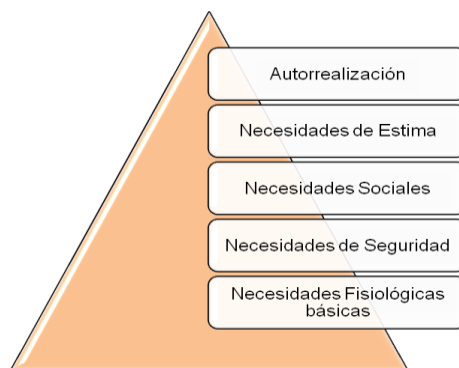 Autorrealización
Necesidades de Estima
Necesidades Sociales
Necesidades de Seguridad
Necesidades Fisiológicas
básicas